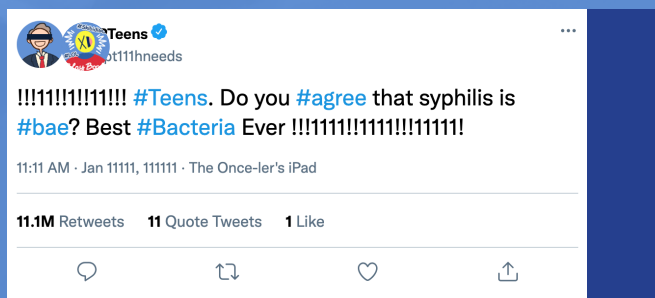 Teens
pt111hneeds
!!!11!!1!!11!!! #Teens. Do you #agree that syphilis is
#bae? Best #Bacteria Ever !!!1111!!1111!!!11111!
11:11 AM · Jan 11111, 111111 · The Once-ler's iPad
11.1M Retweets 11 Quote Tweets 1 Like